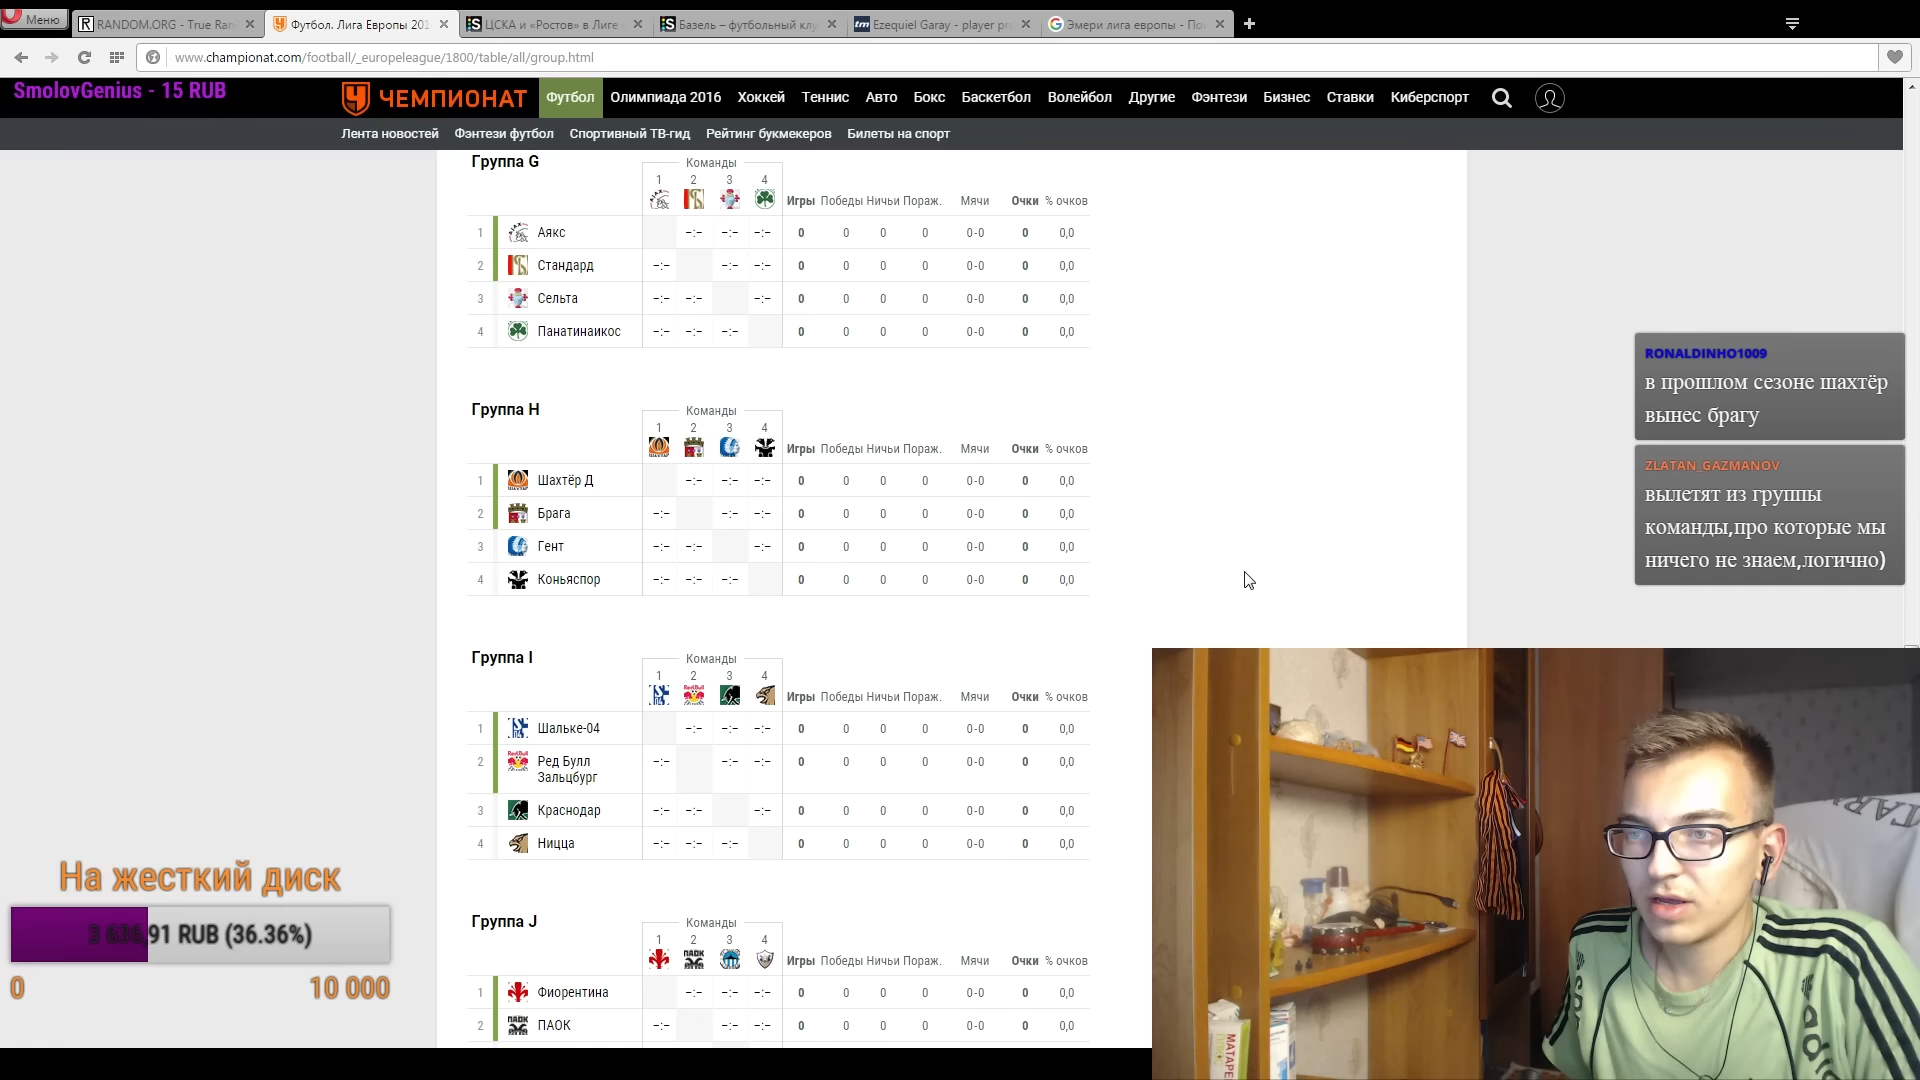 Меню
RANDOM.ORG - True Ran
Футбол. Лига Европы 201
ЦСКА и «Ростов» в Лиге
Базель – футбольный клу
Ezequiel Garay - player pr
Эмери лига европы - По
www.championat.com/football/_europeleague/1800/table/all/group.html
SmolovGenius - 15 RUB
ЧЕМПИОНАТ
Футбол Олимпиада 2016 Хоккей Теннис Авто Бокс Баскетбол Волейбол Другие Фэнтези Бизнес Ставки Киберспорт
Лента новостей Фэнтези футбол Спортивный ТВ-гид Рейтинг букмекеров Билеты на спорт
Группа G
Команды
1 2 3 4
Игры Победы Ничьи Пораж. Мячи Очки % очков
1 Аякс –:– –:– –:– 0 0 0 0 0-0 0 0,0
2 Стандард –:– –:– –:– 0 0 0 0 0-0 0 0,0
3 Сельта –:– –:– –:– 0 0 0 0 0-0 0 0,0
4 Панатинаикос –:– –:– –:– 0 0 0 0 0-0 0 0,0
Группа H
Команды
1 2 3 4
Игры Победы Ничьи Пораж. Мячи Очки % очков
1 Шахтёр Д –:– –:– –:– 0 0 0 0 0-0 0 0,0
2 Брага –:– –:– –:– 0 0 0 0 0-0 0 0,0
3 Гент –:– –:– –:– 0 0 0 0 0-0 0 0,0
4 Коньяспор –:– –:– –:– 0 0 0 0 0-0 0 0,0
Группа I
Команды
1 2 3 4
Игры Победы Ничьи Пораж. Мячи Очки % очков
1 Шальке-04 –:– –:– –:– 0 0 0 0 0-0 0 0,0
2 Ред Булл –:– –:– –:– 0 0 0 0 0-0 0 0,0
Зальцбург
3 Краснодар –:– –:– –:– 0 0 0 0 0-0 0 0,0
4 Ницца –:– –:– –:– 0 0 0 0 0-0 0 0,0
Группа J
Команды
1 2 3 4
Игры Победы Ничьи Пораж. Мячи Очки % очков
1 Фиорентина –:– –:– –:– 0 0 0 0 0-0 0 0,0
2 ПАОК –:– –:– –:– 0 0 0 0 0-0 0 0,0
RONALDINHO1009
в прошлом сезоне шахтёр
вынес брагу
ZLATAN_GAZMANOV
вылетят из группы
команды,про которые мы
ничего не знаем,логично)
На жесткий диск
3 636,91 RUB (36.36%)
0 10 000